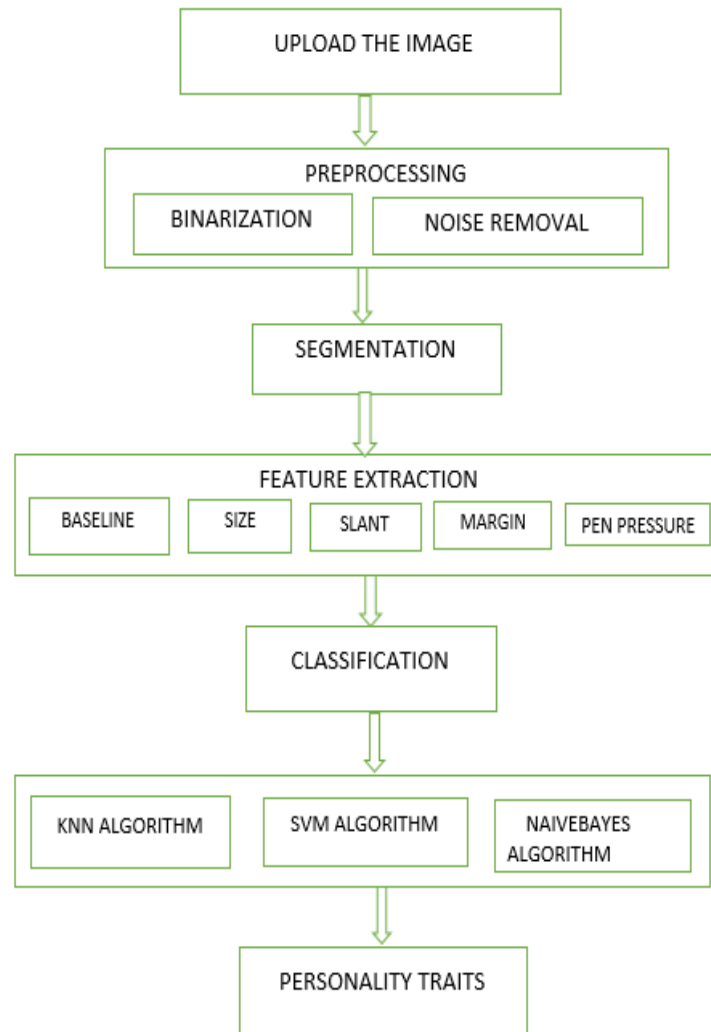 UPLOAD THE IMAGE
PREPROCESSING
BINARIZATION
NOISE REMOVAL
SEGMENTATION
FEATURE EXTRACTION
BASELINE
SIZE
SLANT
MARGIN
PEN PRESSURE
CLASSIFICATION
KNN ALGORITHM
SVM ALGORITHM
NAIVEBAYES
ALGORITHM
PERSONALITY TRAITS